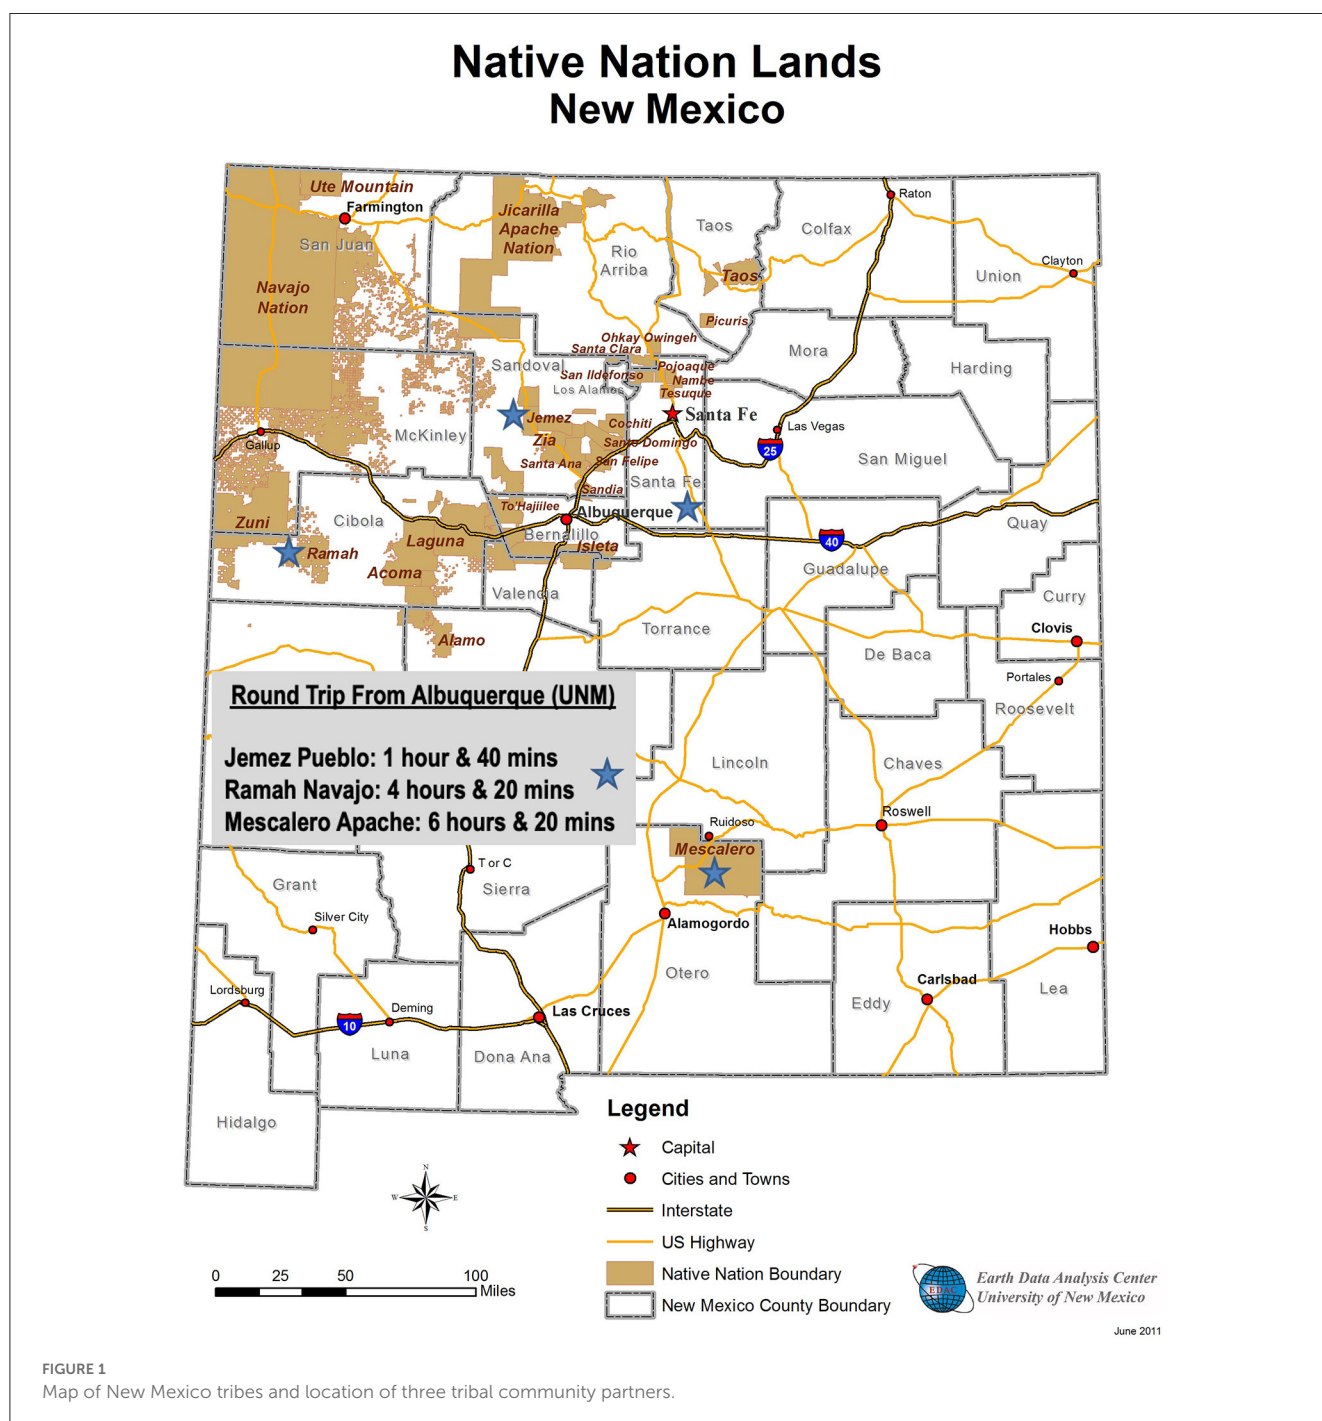 Native Nation Lands
New Mexico
Ute Mountain
Farmington
San Juan
Navajo
Nation
Jicarilla
Apache
Nation
Rio
Arriba
Taos
Taos
Colfax
Raton
Union
Clayton
Picuris
Mora
Harding
Ohkay Owingeh
Santa Clara
Sandoval
San Ildefonso
Los Alamos
Pojoaque
Nambe
Tesuque
Santa Fe
McKinley
Gallup
Jemez
Zia
Cochiti
Santo Domingo
Santa Ana
San Felipe
Sandia
Santa Fe
Las Vegas
25
San Miguel
To'Hajiilee
Albuquerque
Bernalillo
Isleta
Zuni
Cibola
Ramah
Laguna
Acoma
Valencia
Alamo
40
Quay
Guadalupe
Curry
Torrance
Clovis
De Baca
Portales
Roosevelt
Round Trip From Albuquerque (UNM)
Jemez Pueblo: 1 hour & 40 mins
Ramah Navajo: 4 hours & 20 mins
Mescalero Apache: 6 hours & 20 mins
Lincoln
Chaves
Roswell
Ruidoso
Mescalero
T or C
Sierra
Grant
Silver City
Alamogordo
Otero
Hobbs
Carlsbad
Eddy
Lea
Lordsburg
10
Deming
Las Cruces
Luna
Dona Ana
Hidalgo
Legend
Capital
Cities and Towns
Interstate
US Highway
Native Nation Boundary
New Mexico County Boundary
N
W
E
S
0 25 50 100
Miles
EDAC
Earth Data Analysis Center
University of New Mexico
June 2011
FIGURE 1
Map of New Mexico tribes and location of three tribal community partners.